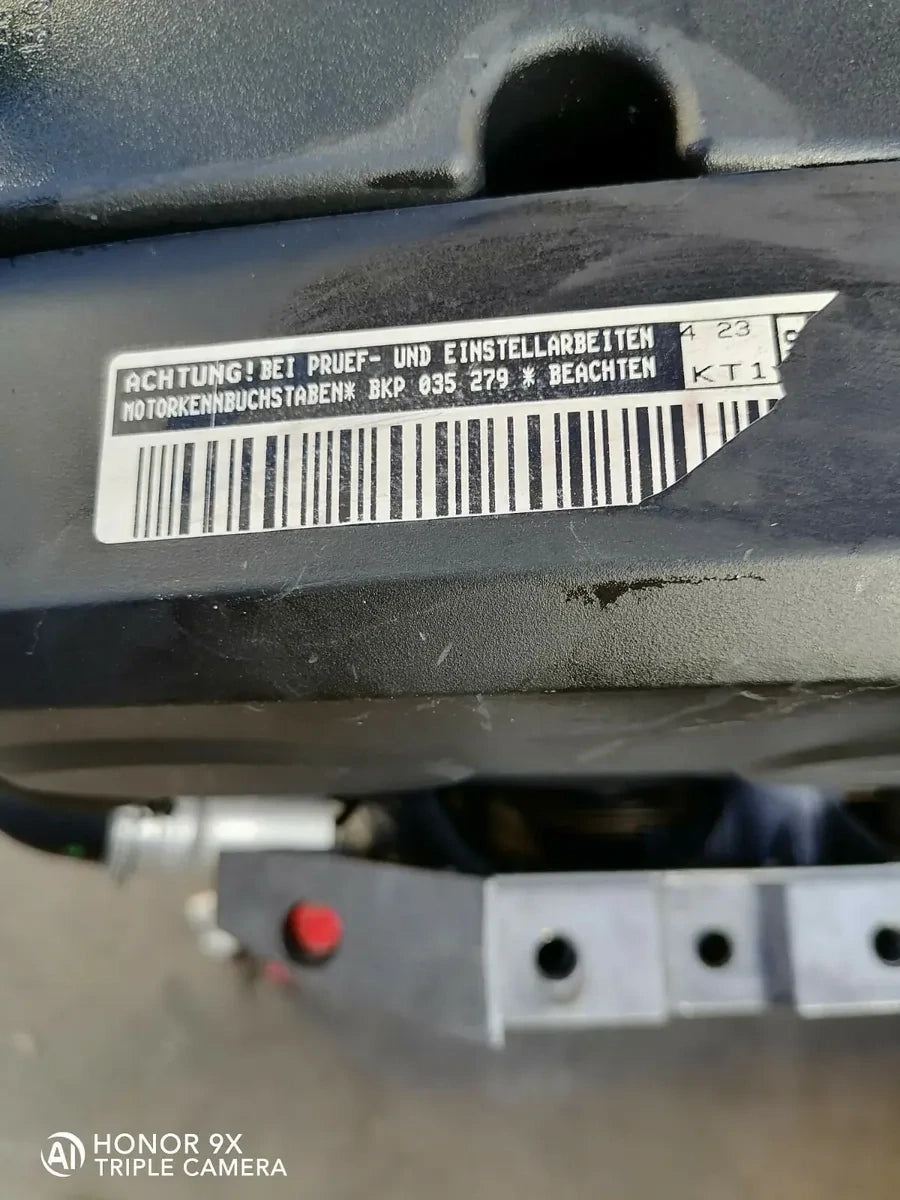 ACHTUNG! BEI PRUEF- UND EINSTELLARBEITEN
MOTORKENNBUCHSTABEN* BKP 035 279 * BEACHTEN
4 23
KT1
HONOR 9X
TRIPLE CAMERA